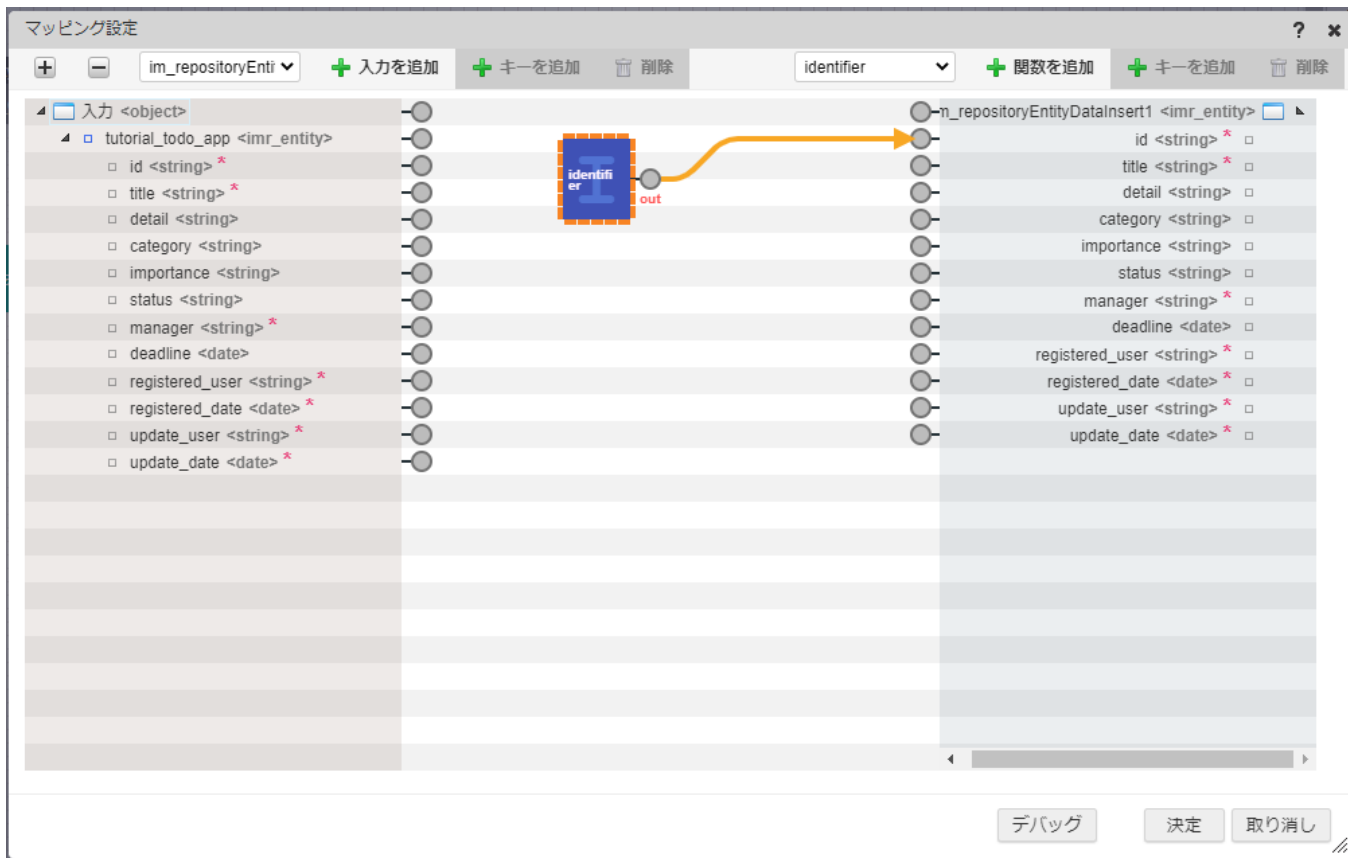 マッピング設定 ? ×
im_repositoryEntit 入力を追加 キーを追加 削除 identifier 関数を追加 キーを追加 削除
入力 <object>
tutorial_todo_app <imr_entity>
id <string> *
title <string> *
detail <string>
category <string>
importance <string>
status <string>
manager <string> *
deadline <date>
registered_user <string> *
registered_date <date> *
update_user <string> *
update_date <date> *
identifi
er
out
m_repositoryEntityDataInsert1 <imr_entity>
id <string> *
title <string> *
detail <string>
category <string>
importance <string>
status <string>
manager <string> *
deadline <date>
registered_user <string> *
registered_date <date> *
update_user <string> *
update_date <date> *
デバッグ 決定 取り消し